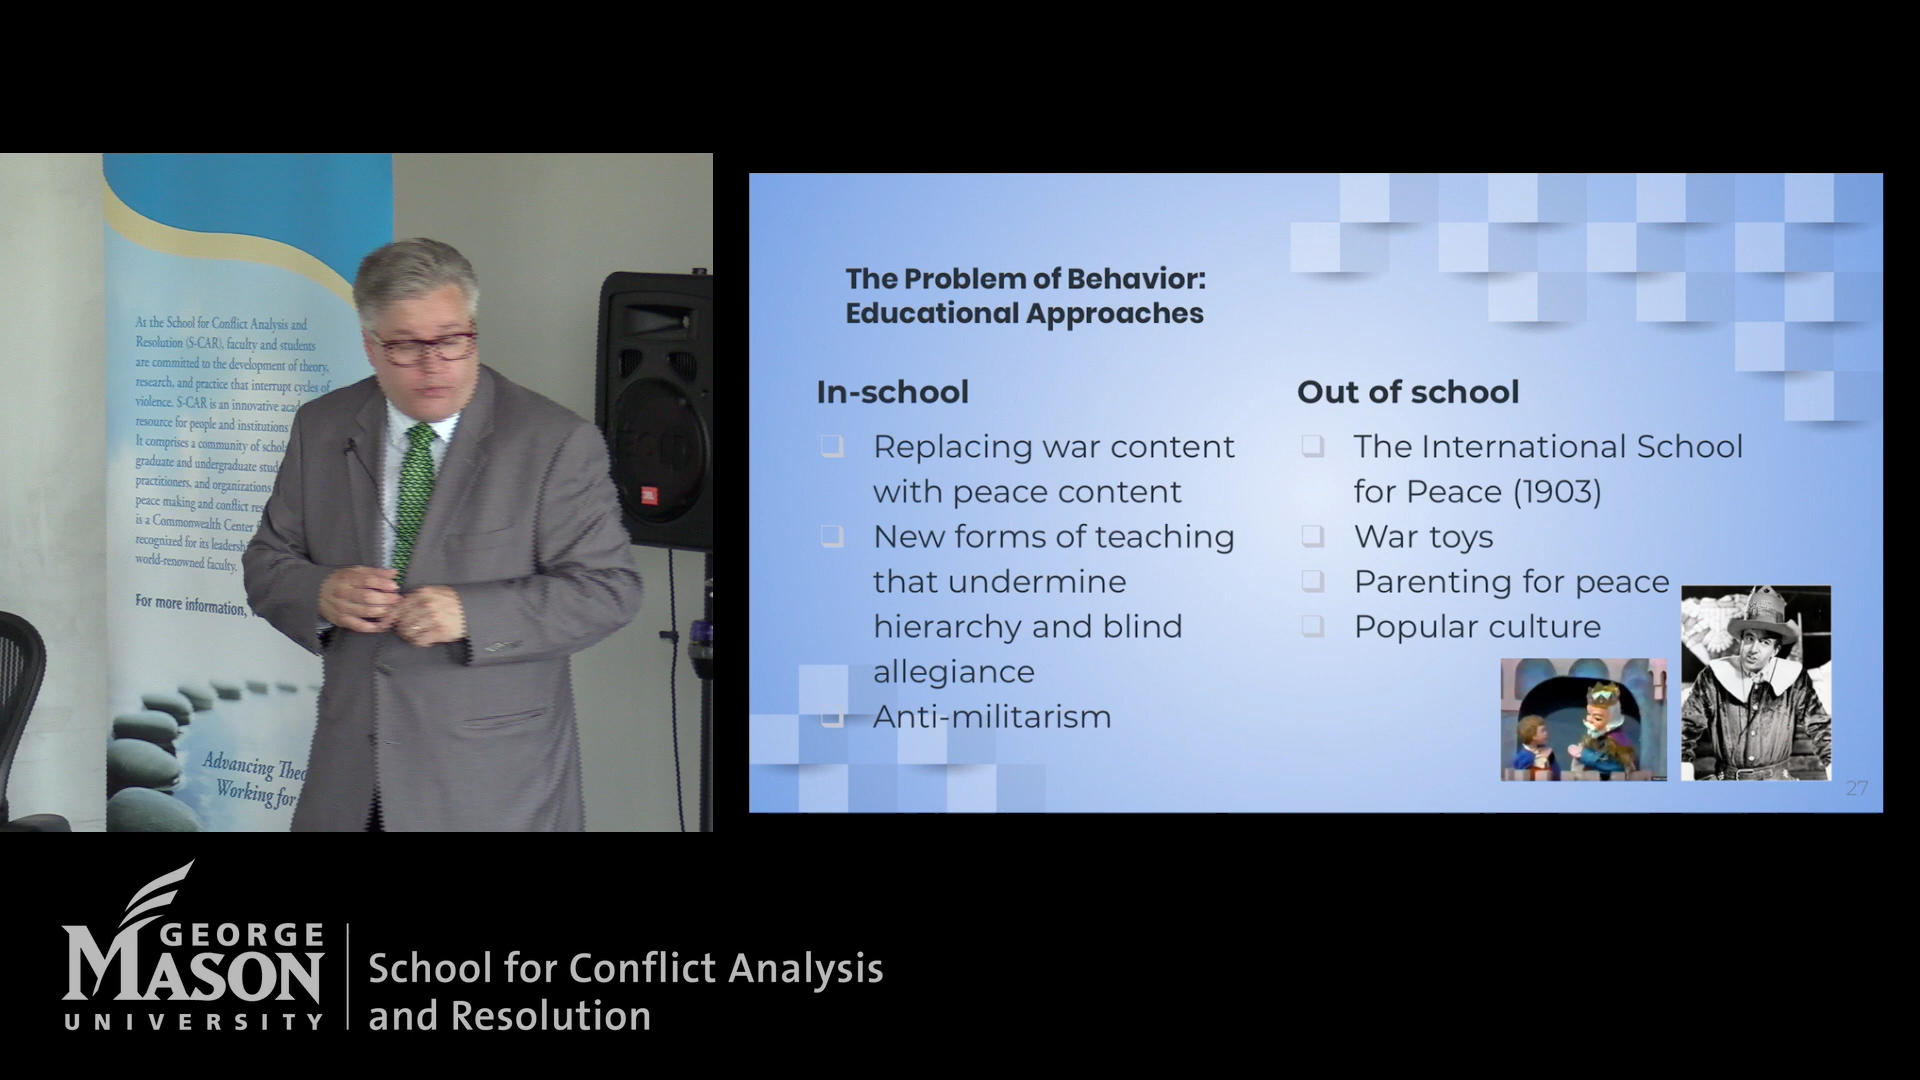 At the School for Conflict Analysis and
Resolution (S-CAR), faculty and students
are committed to the development of theory,
research, and practice that interrupt cycles of
violence. S-CAR is an innovative
resource for people and institutions
It comprises a community of
graduate and undergraduate
practitioners, and organizations
peace making and conflict
is a Commonwealth Center
recognized for its
world-renowned faculty.
For more information,
Advancing
Working for
JBL
The Problem of Behavior:
Educational Approaches
In-school
Replacing war content
with peace content
New forms of teaching
that undermine
hierarchy and blind
allegiance
Anti-militarism
Out of school
The International School
for Peace (1903)
War toys
Parenting for peace
Popular culture
27
GEORGE
MASON
UNIVERSITY
School for Conflict Analysis
and Resolution